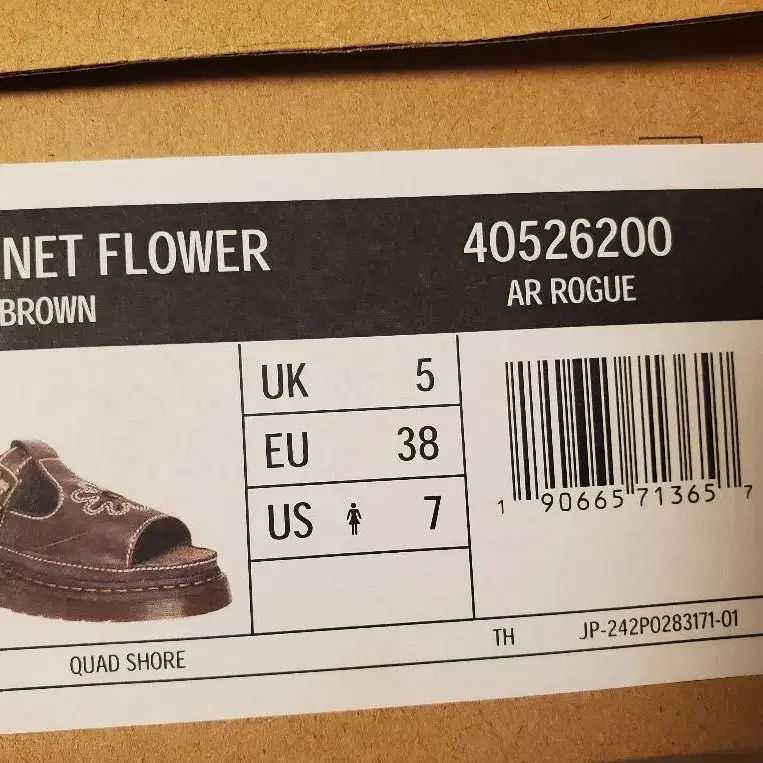 NET FLOWER
BROWN
40526200
AR ROGUE
UK 5
EU 38
US 7
1 90665 71365 7
QUAD SHORE
TH JP-242P0283171-01